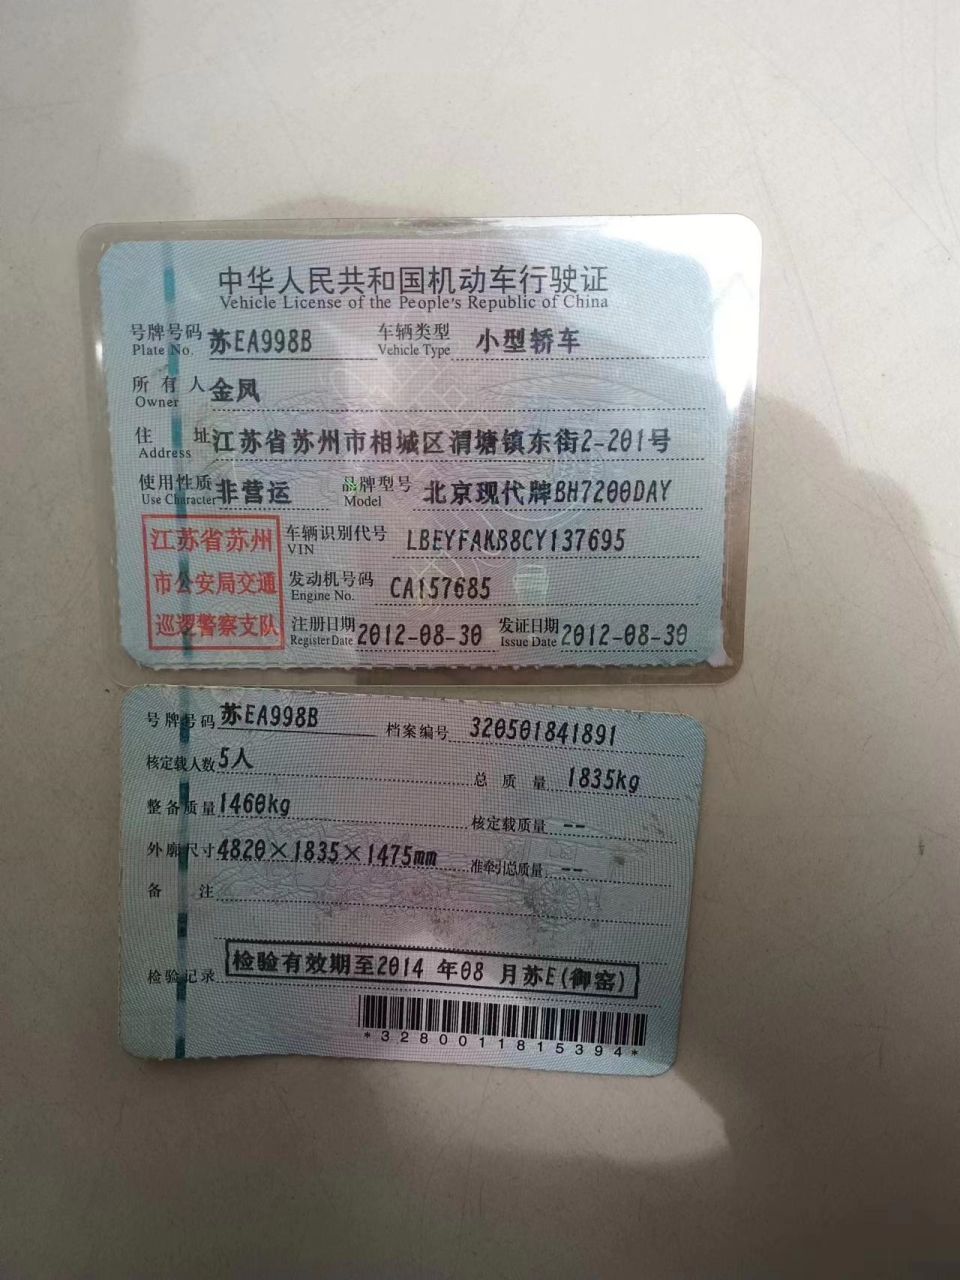 中华人民共和国机动车行驶证
Vehicle License of the People's Republic of China
号牌号码 苏EA998B 车辆类型 小型轿车
Plate No. Vehicle Type
所有人 金凤
Owner
住址 江苏省苏州市相城区渭塘镇东街2-201号
Address
使用性质 非营运 品牌型号 北京现代牌BH7200DAY
Use Character Model
江苏省苏州
市公安局交通
巡逻警察支队
车辆识别代号 LBEYFAKB8CY137695
VIN
发动机号码 CA157685
Engine No.
注册日期 2012-08-30 发证日期 2012-08-30
Register Date Issue Date
号牌号码 苏EA998B 档案编号 320501841891
核定载人数 5人 总质量 1835kg
整备质量 1460kg 核定载质量 --
外廓尺寸 4820×1835×1475mm 准牵引总质量 --
备注
检验记录 检验有效期至2014年08月苏E(御窑)
*3280011815394*